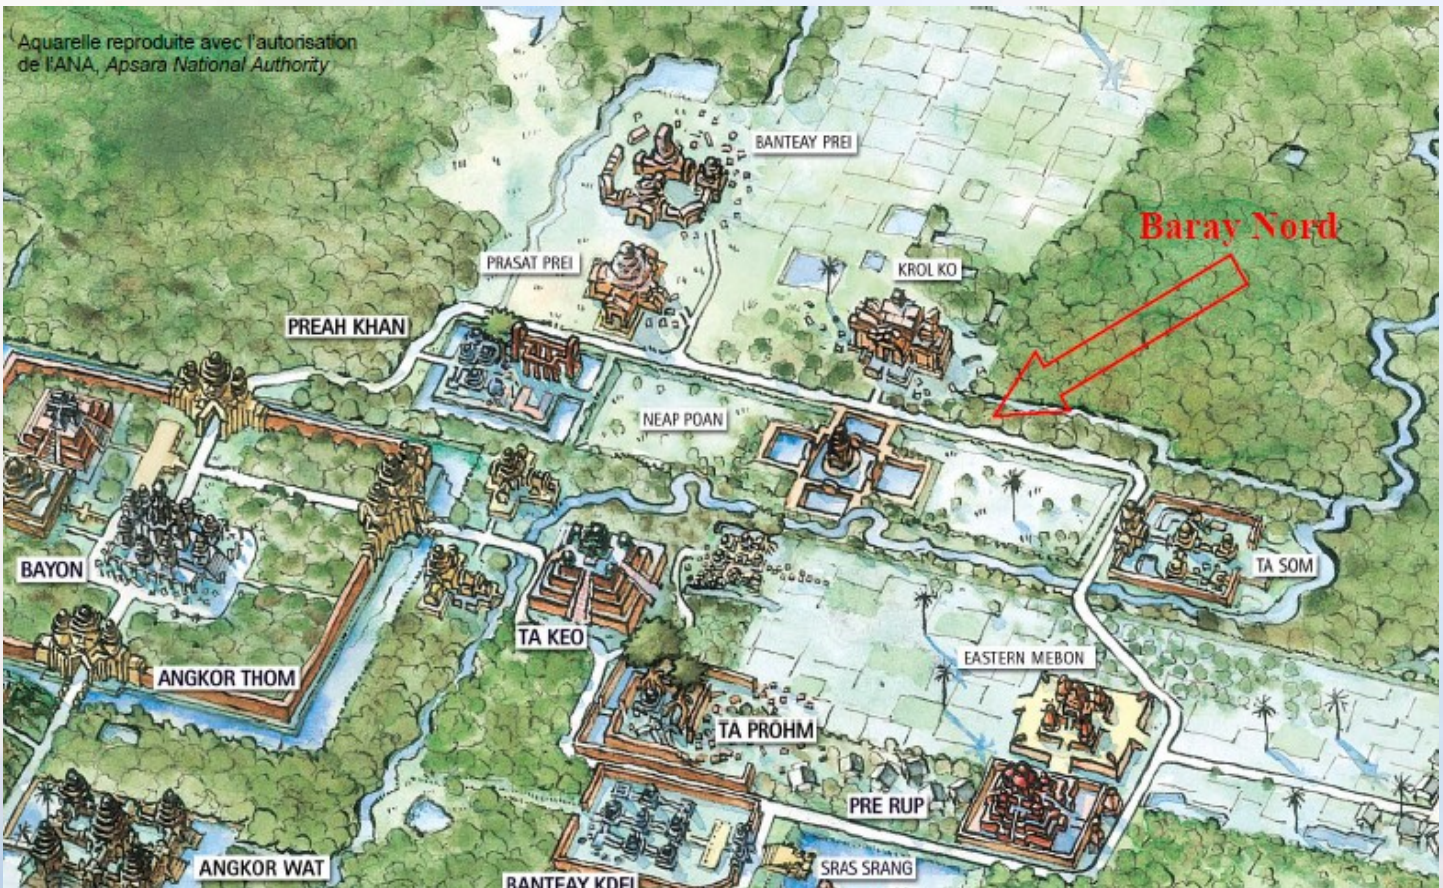 Aquarelle reproduite avec l'autorisation
de l'ANA, Apsara National Authority
BANTEAY PREI
Baray Nord
PRASAT PREI
KROL KO
PREAH KHAN
NEAP POAN
BAYON
TA SOM
TA KEO
EASTERN MEBON
ANGKOR THOM
TA PROHM
PRE RUP
ANGKOR WAT
SRAS SRANG
BANTEAY KDEI